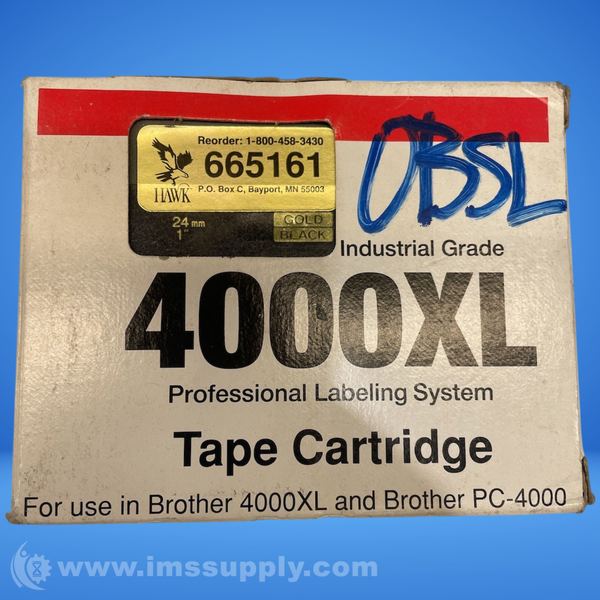 Reorder: 1-800-458-3430
HAWK
665161
P.O. Box C, Bayport, MN 55003
24 mm
1"
GOLD
BLACK
OBSL
Industrial Grade
4000XL
Professional Labeling System
Tape Cartridge
For use in Brother 4000XL and Brother PC-4000
www.imssupply.com